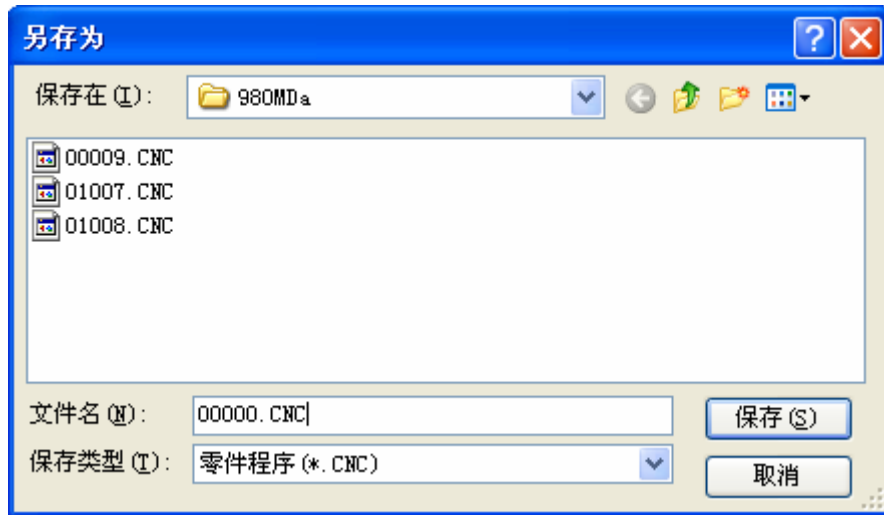 另存为
保存在(I): 980MDa
00009.CNC
01007.CNC
01008.CNC
文件名(N): 00000.CNC 保存(S)
保存类型(T): 零件程序(*.CNC) 取消